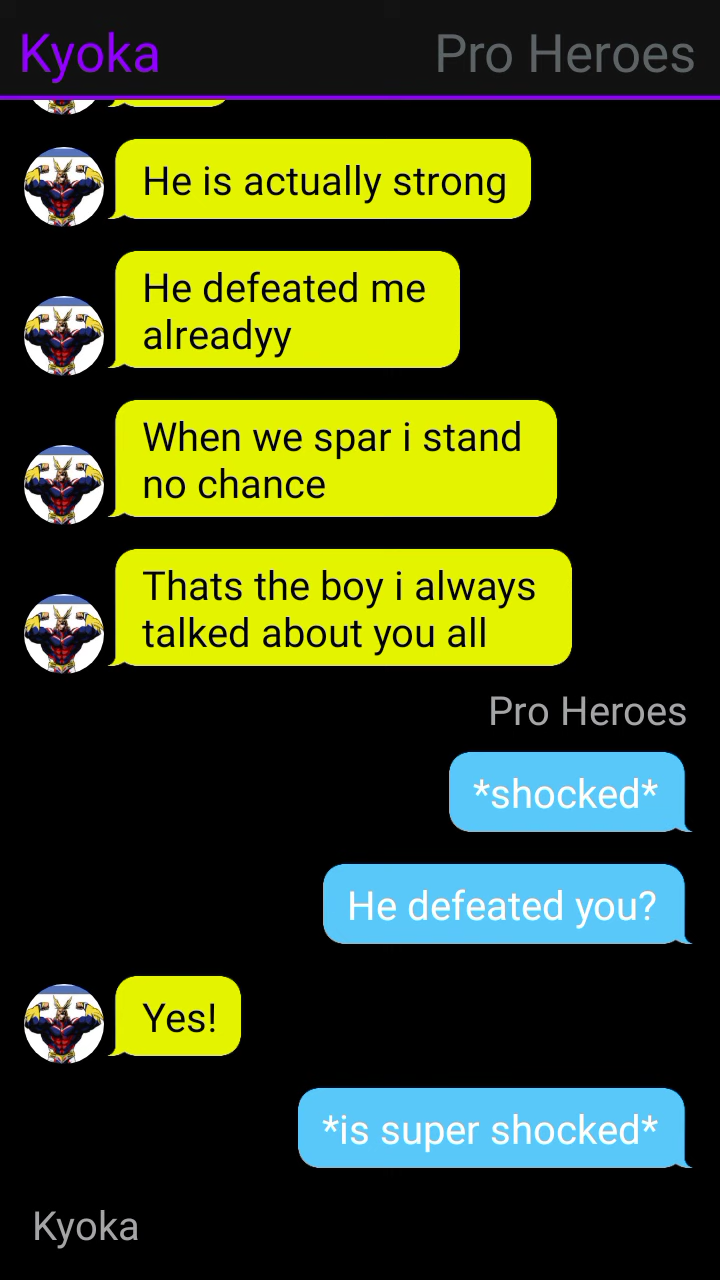 Kyoka
Pro Heroes
He is actually strong
He defeated me
alreadyy
When we spar i stand
no chance
Thats the boy i always
talked about you all
Pro Heroes
*shocked*
He defeated you?
Yes!
*is super shocked*
Kyoka